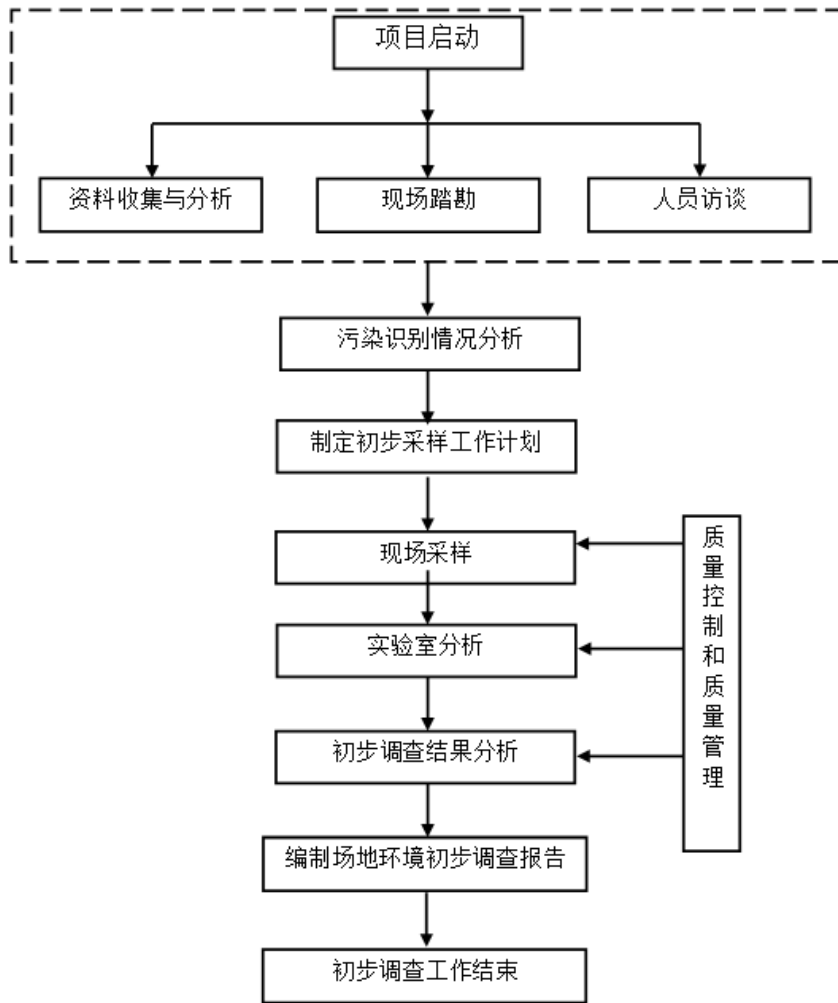 项目启动
资料收集与分析
现场踏勘
人员访谈
污染识别情况分析
制定初步采样工作计划
现场采样
实验室分析
初步调查结果分析
质量控制和质量管理
编制场地环境初步调查报告
初步调查工作结束